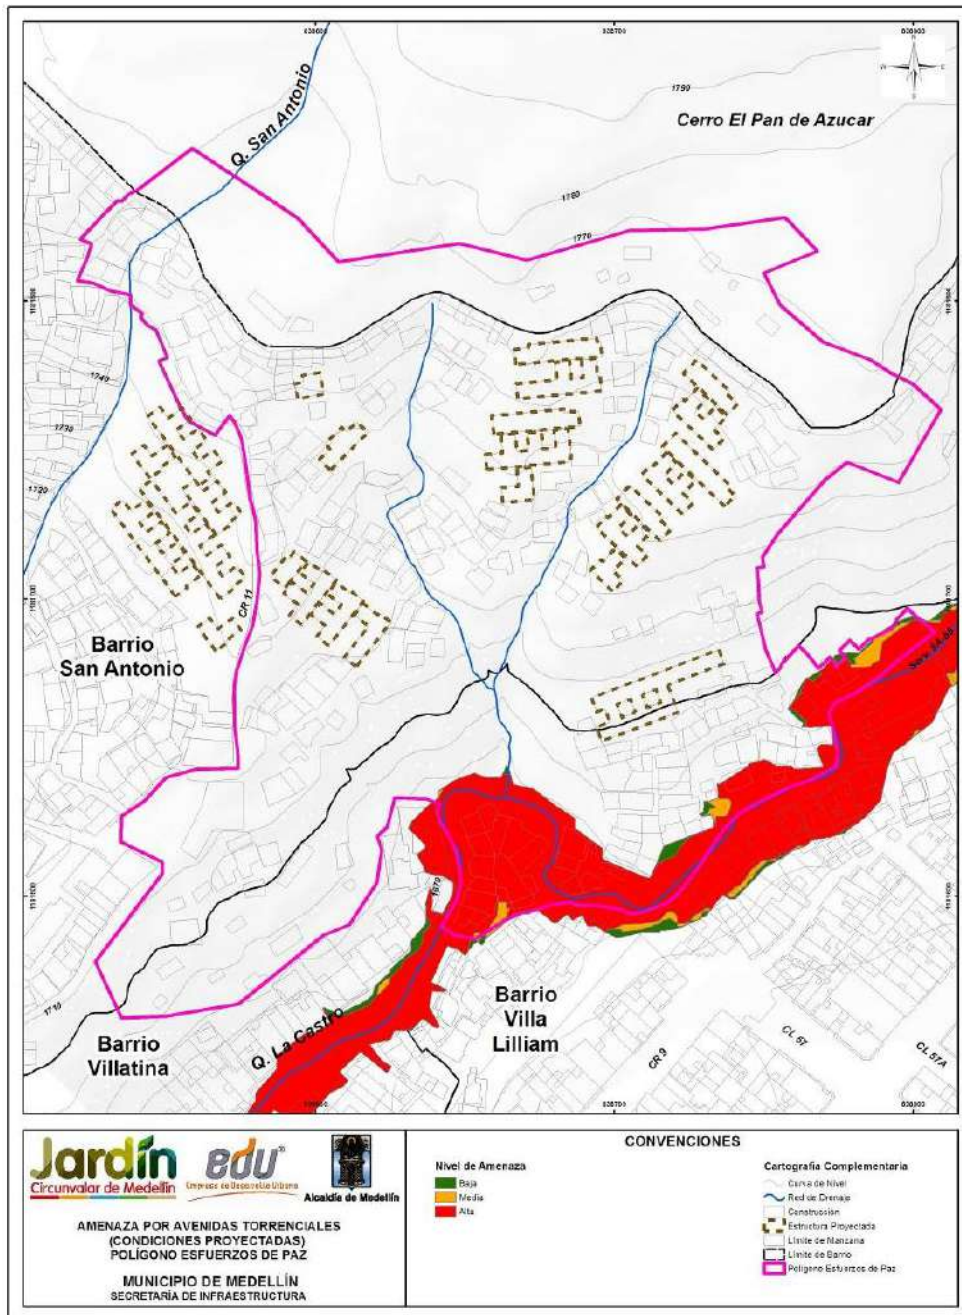 Q. San Antonio
1790
Cerro El Pan de Azucar
1780
1770
1740
1730
1720
CR 11
Barrio
San Antonio
1670
1710
Barrio
Villatina
Q. La Castro
Barrio
Villa
Lilliam
CR 9
CL 57
CL 57A
Jardín
Circunvalar de Medellín
edu®
Empresa de Desarrollo Urbano
Alcaldía de Medellín
AMENAZA POR AVENIDAS TORRENCIALES
(CONDICIONES PROYECTADAS)
POLÍGONO ESFUERZOS DE PAZ
MUNICIPIO DE MEDELLÍN
SECRETARÍA DE INFRAESTRUCTURA
CONVENCIONES
Nivel de Amenaza
Baja
Media
Alta
Cartografía Complementaria
Curva de Nivel
Red de Drenaje
Construcción
Estructura Proyectada
Límite de Manzana
Límite de Barrio
Polígono Esfuerzos de Paz